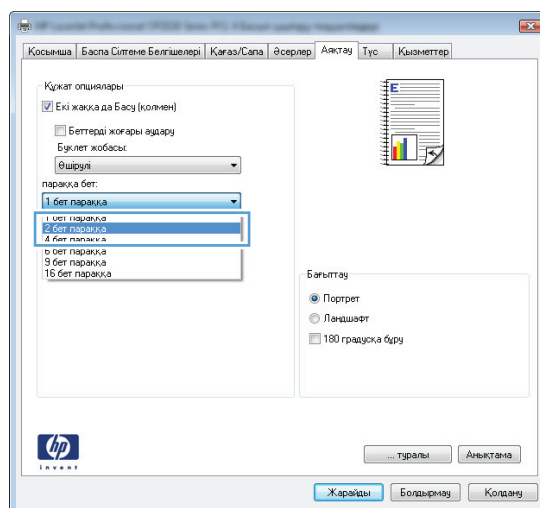 Қосымша Баспа Сілтеме Белгішелері Қағаз/Сапа Әсерлер Аяқтау Түс Қызметтер
Құжат опциялары
Екі жаққа да Басу (қолмен)
Беттерді жоғары аудару
Буклет жобасы:
Өшірулі
параққа бет:
1 бет параққа
1 бет параққа
2 бет параққа
4 бет параққа
6 бет параққа
9 бет параққа
16 бет параққа
E
Бағыттау
Портрет
Ландшафт
180 градусқа бұру
hp
invent
... туралы
Анықтама
Жарайды
Болдырмау
Қолдану